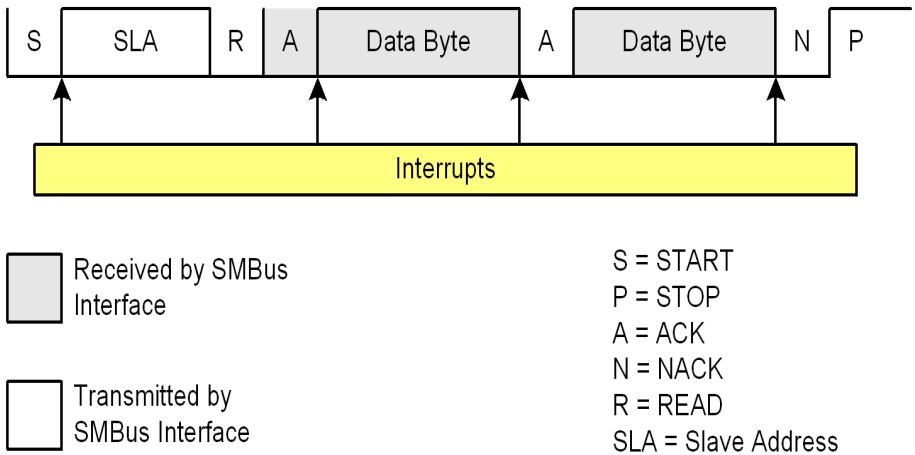 S SLA R A Data Byte A Data Byte N P
Interrupts
Received by SMBus
Interface
Transmitted by
SMBus Interface
S = START
P = STOP
A = ACK
N = NACK
R = READ
SLA = Slave Address